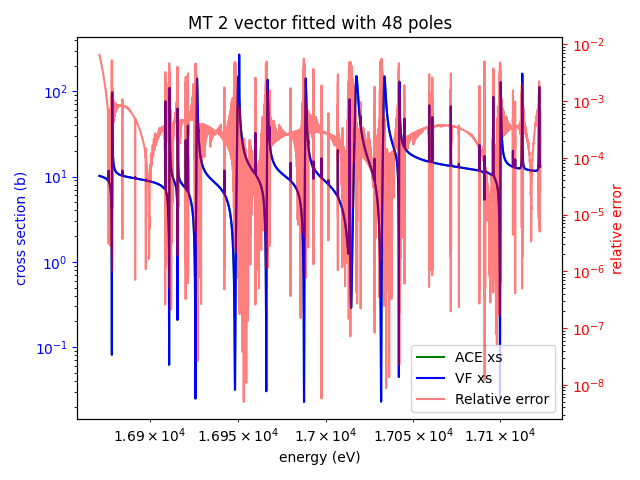 MT 2 vector fitted with 48 poles
cross section (b)
10²
10¹
10⁰
10⁻¹
10⁻²
10⁻³
10⁻⁴
10⁻⁵
10⁻⁶
10⁻⁷
10⁻⁸
relative error
ACE xs
VF xs
Relative error
1.69 × 10⁴ 1.695 × 10⁴ 1.7 × 10⁴ 1.705 × 10⁴ 1.71 × 10⁴
energy (eV)